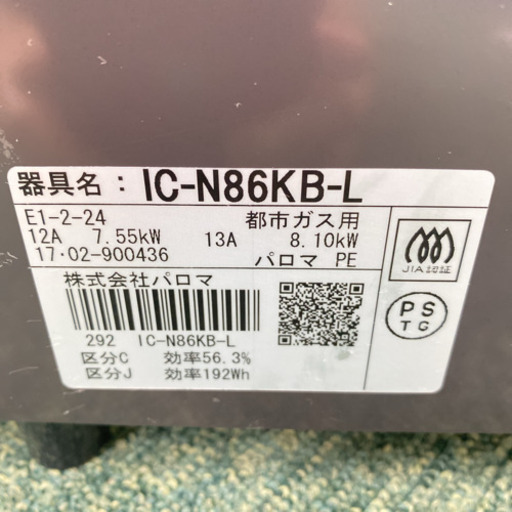 器具名：IC-N86KB-L
E1-2-24 都市ガス用
12A 7.55kW 13A 8.10kW
17・02-900436 パロマ PE
株式会社パロマ
292 IC-N86KB-L
区分C 効率56.3%
区分J 効率192Wh
JIA認証
PS
TG